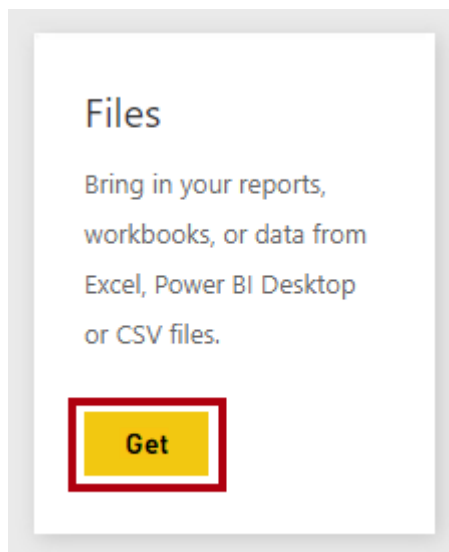 Files
Bring in your reports,
workbooks, or data from
Excel, Power BI Desktop
or CSV files.
Get